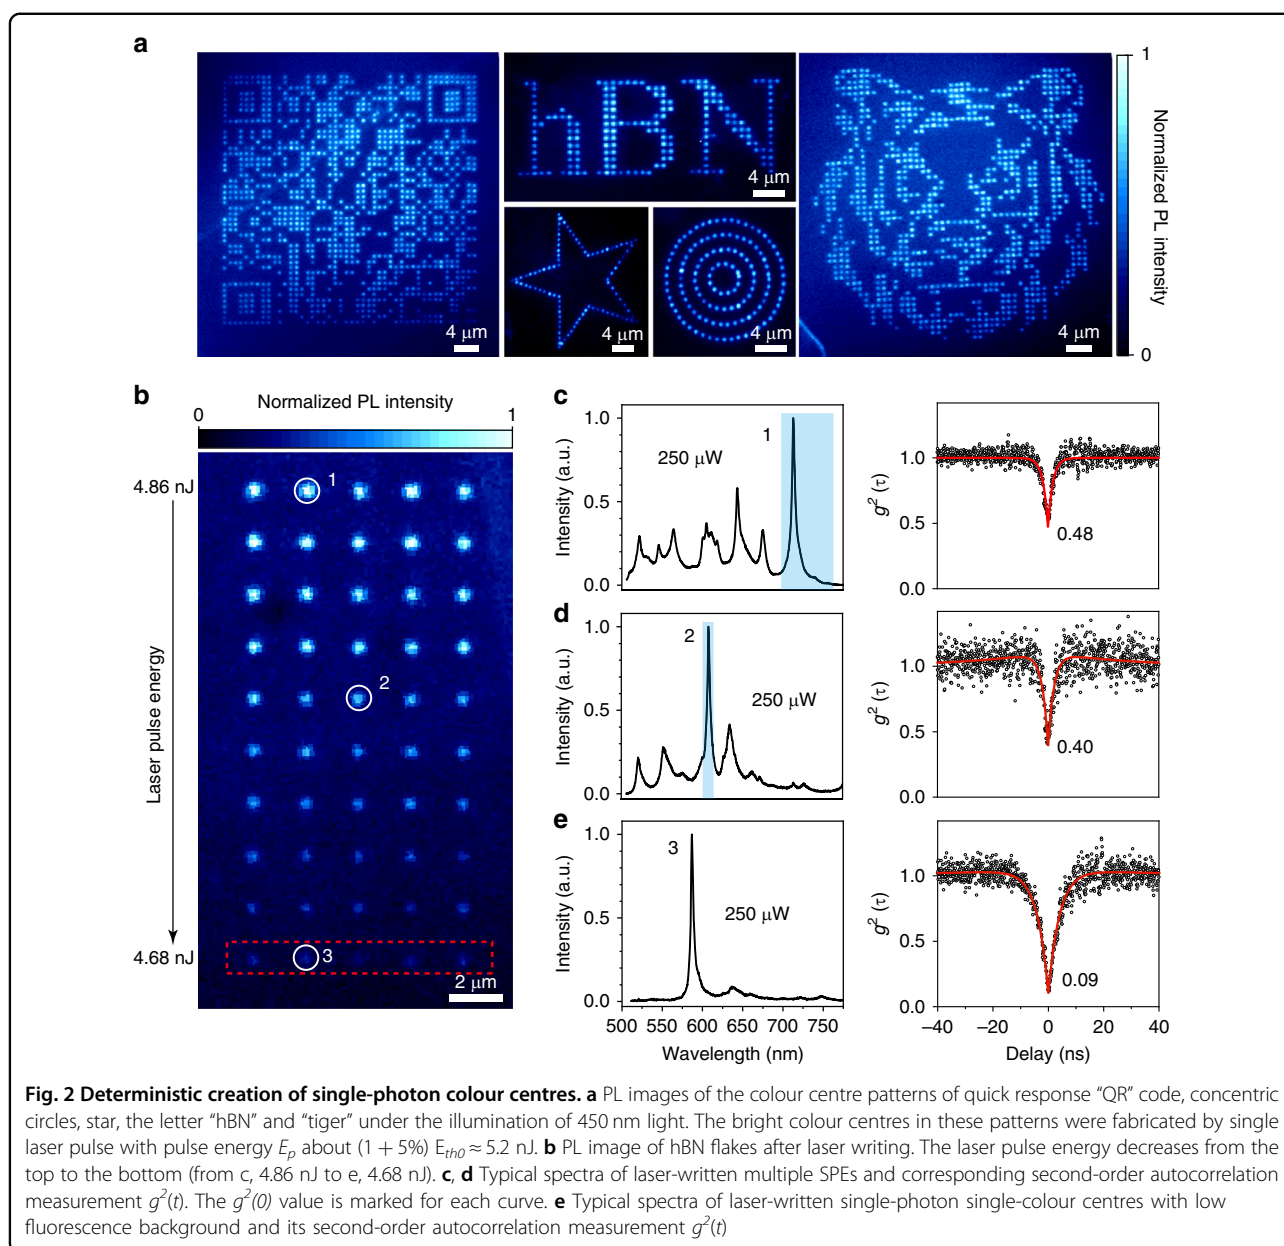 a
hBN
4 μm
4 μm
4 μm
4 μm
4 μm
1
Normalized PL intensity
0
b
Normalized PL intensity
0
1
4.86 nJ
Laser pulse energy
4.68 nJ
1
2
3
2 μm
c
1.0
0.5
0.0
Intensity (a.u.)
250 μW
1
1.0
0.5
0.0
g² (τ)
0.48
d
1.0
0.5
0.0
Intensity (a.u.)
2
250 μW
1.0
0.5
0.0
g² (τ)
0.40
e
1.0
0.5
0.0
Intensity (a.u.)
3
250 μW
500 550 600 650 700 750
Wavelength (nm)
1.0
0.5
0.0
g² (τ)
0.09
−40 −20 0 20 40
Delay (ns)
Fig. 2 Deterministic creation of single-photon colour centres. a PL images of the colour centre patterns of quick response “QR” code, concentric
circles, star, the letter “hBN” and “tiger” under the illumination of 450 nm light. The bright colour centres in these patterns were fabricated by single
laser pulse with pulse energy Eₚ about (1 + 5%) Eₜₕ₀ ≈ 5.2 nJ. b PL image of hBN flakes after laser writing. The laser pulse energy decreases from the
top to the bottom (from c, 4.86 nJ to e, 4.68 nJ). c, d Typical spectra of laser-written multiple SPEs and corresponding second-order autocorrelation
measurement g²(t). The g²(0) value is marked for each curve. e Typical spectra of laser-written single-photon single-colour centres with low
fluorescence background and its second-order autocorrelation measurement g²(t)